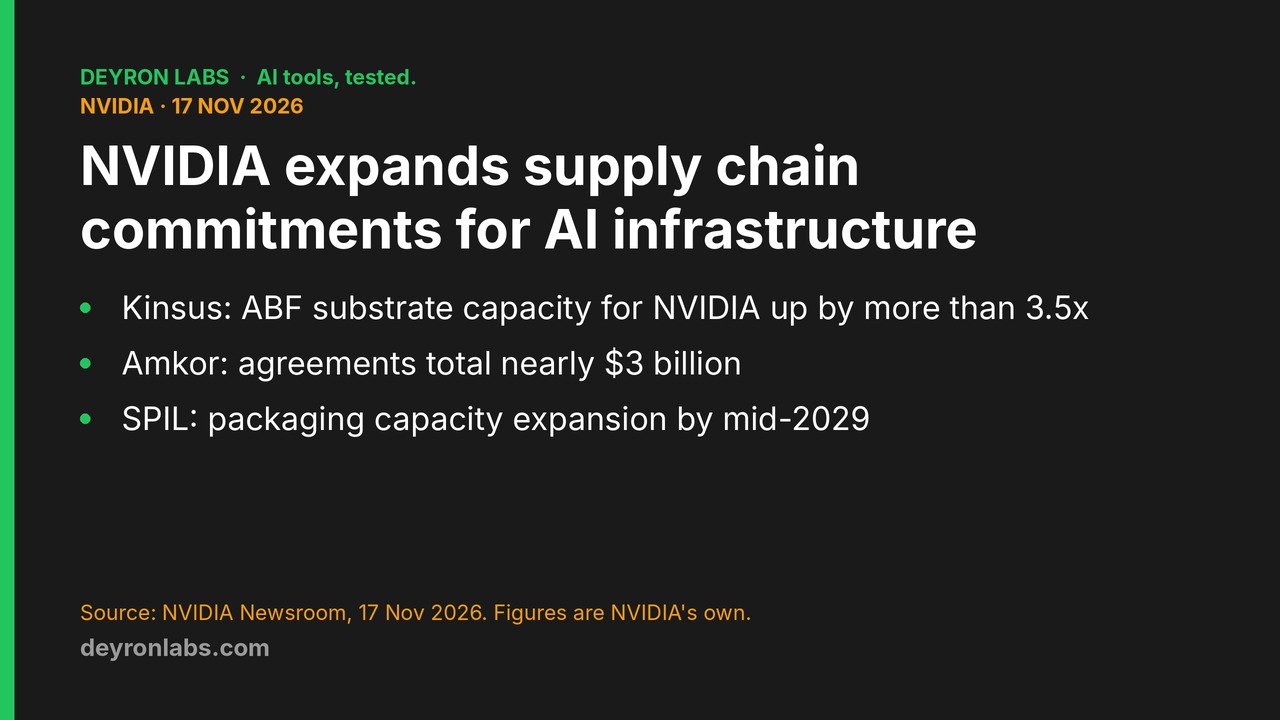 DEYRON LABS · AI tools, tested.
NVIDIA · 17 NOV 2026
NVIDIA expands supply chain
commitments for AI infrastructure
• Kinsus: ABF substrate capacity for NVIDIA up by more than 3.5x
• Amkor: agreements total nearly $3 billion
• SPIL: packaging capacity expansion by mid-2029
Source: NVIDIA Newsroom, 17 Nov 2026. Figures are NVIDIA's own.
deyronlabs.com